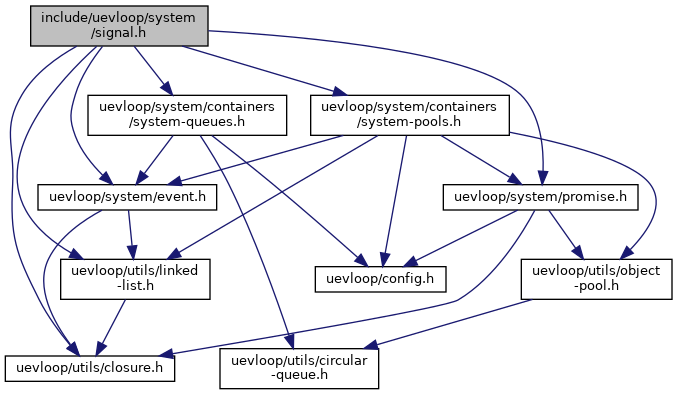 include/uevloop/system
/signal.h
uevloop/system/containers
/system-queues.h
uevloop/system/containers
/system-pools.h
uevloop/system/event.h
uevloop/system/promise.h
uevloop/utils/linked
-list.h
uevloop/config.h
uevloop/utils/object
-pool.h
uevloop/utils/closure.h
uevloop/utils/circular
-queue.h